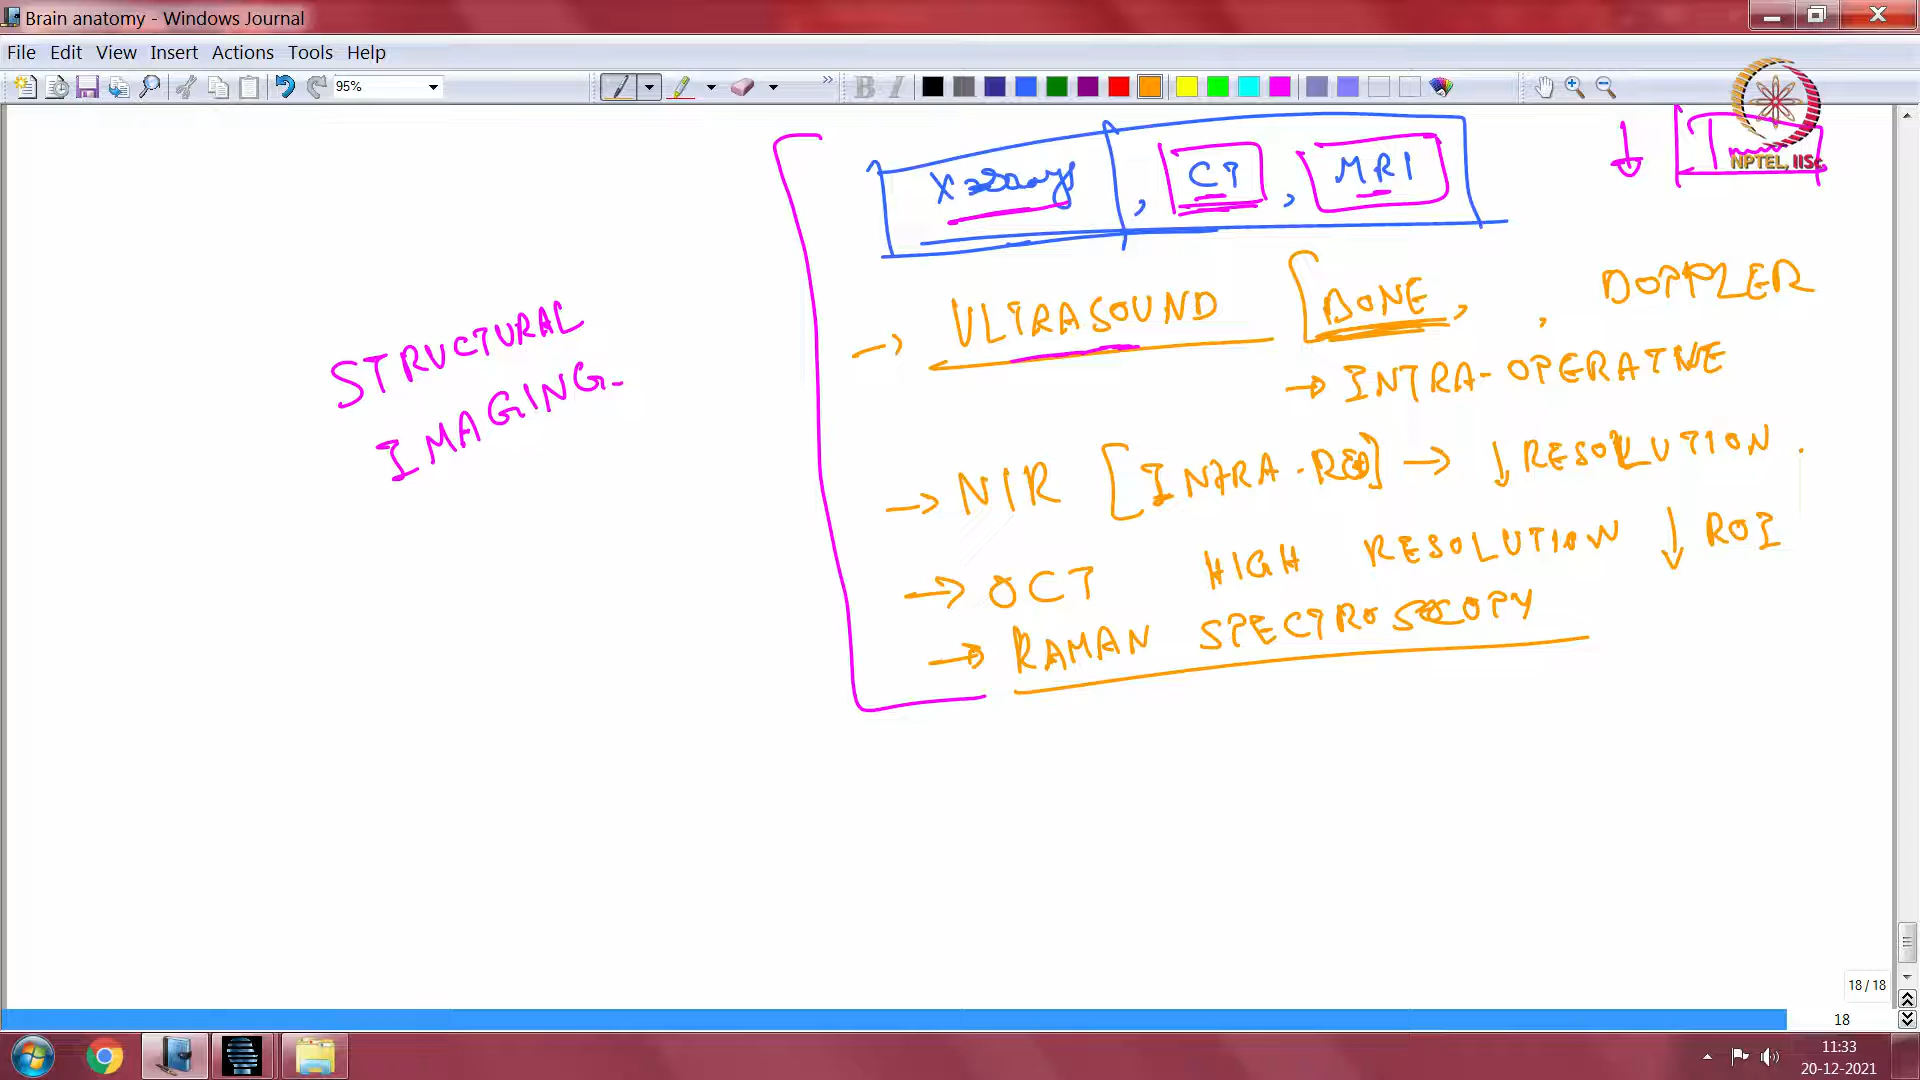 Brain anatomy - Windows Journal
File Edit View Insert Actions Tools Help
95%
B I
NPTEL, IISc
X-rays , CT , MRI
→ ULTRASOUND [BONE, , DOPPLER
→ INTRA-OPERATIVE
STRUCTURAL
IMAGING
→ NIR [INFRA-RED] → ↓ RESOLUTION.
→ OCT HIGH RESOLUTION ↓ ROI
→ RAMAN SPECTROSCOPY
18 / 18
18
11:33
20-12-2021